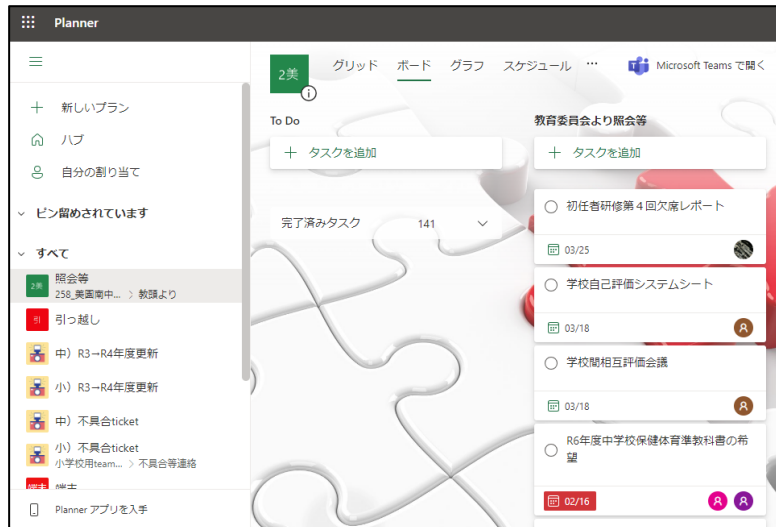 Planner
2美
グリッド
ボード
グラフ
スケジュール
...
Microsoft Teams で開く
新しいプラン
ハブ
自分の割り当て
ピン留めされています
すべて
2美
照会等
258_美園南中... 〉教頭より
引
引っ越し
中）R3→R4年度更新
小）R3→R4年度更新
中）不具合ticket
小）不具合ticket
小学校用team... 〉不具合等連絡
端末 端末
Planner アプリを入手
To Do
タスクを追加
完了済みタスク 141
教育委員会より照会等
タスクを追加
初任者研修第４回欠席レポート
03/25
学校自己評価システムシート
03/18
学校間相互評価会議
03/18
R6年度中学校保健体育準教科書の希
望
02/16